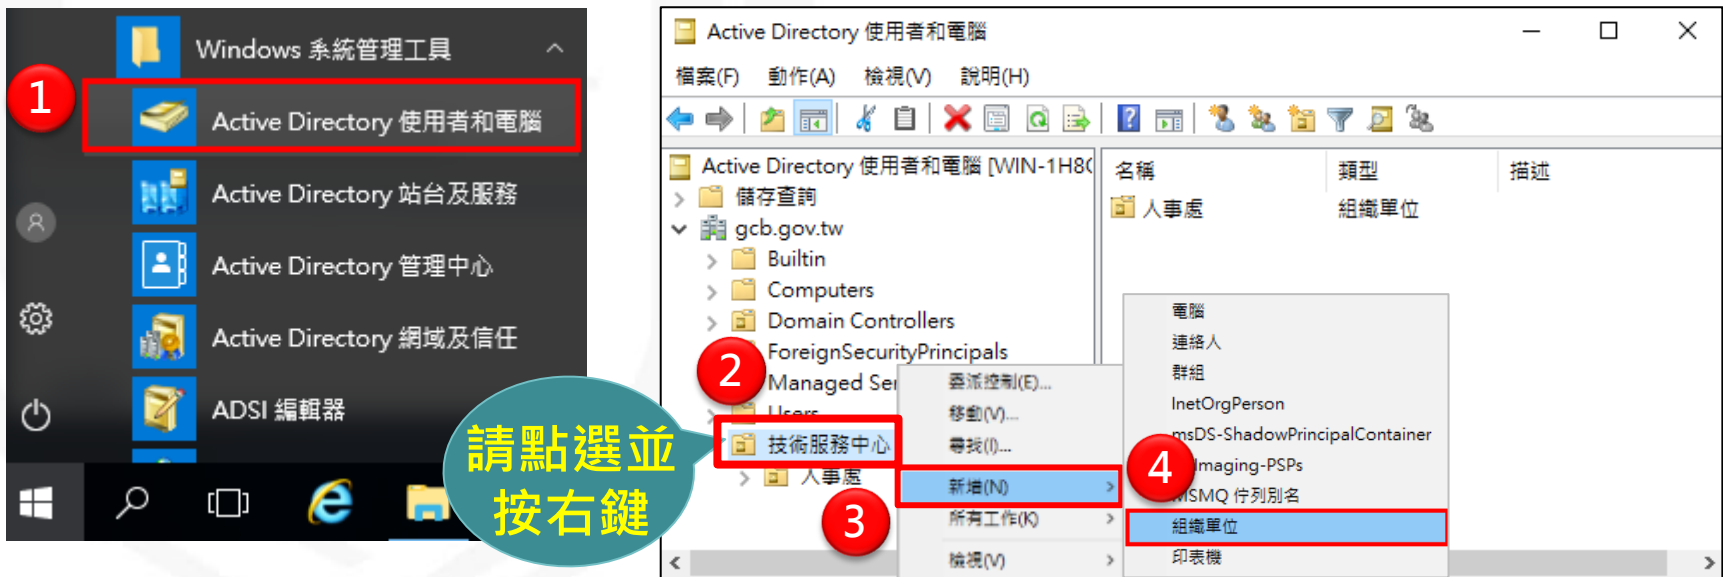 Windows 系統管理工具
1
Active Directory 使用者和電腦
Active Directory 站台及服務
Active Directory 管理中心
Active Directory 網域及信任
ADSI 編輯器
請點選並
按右鍵
Active Directory 使用者和電腦
檔案(F) 動作(A) 檢視(V) 說明(H)
Active Directory 使用者和電腦 [WIN-1H8
儲存查詢
gcb.gov.tw
Builtin
Computers
Domain Controllers
ForeignSecurityPrincipals
2
Managed Ser
Users
技術服務中心
人事處
名稱 類型 描述
人事處 組織單位
委派控制(E)...
移動(V)....
尋找(I)...
3
新增(N)
所有工作(K)
檢視(V)
電腦
連絡人
群組
InetOrgPerson
msDS-ShadowPrincipalContainer
4
Imaging-PSPs
MSMQ 佇列別名
組織單位
印表機